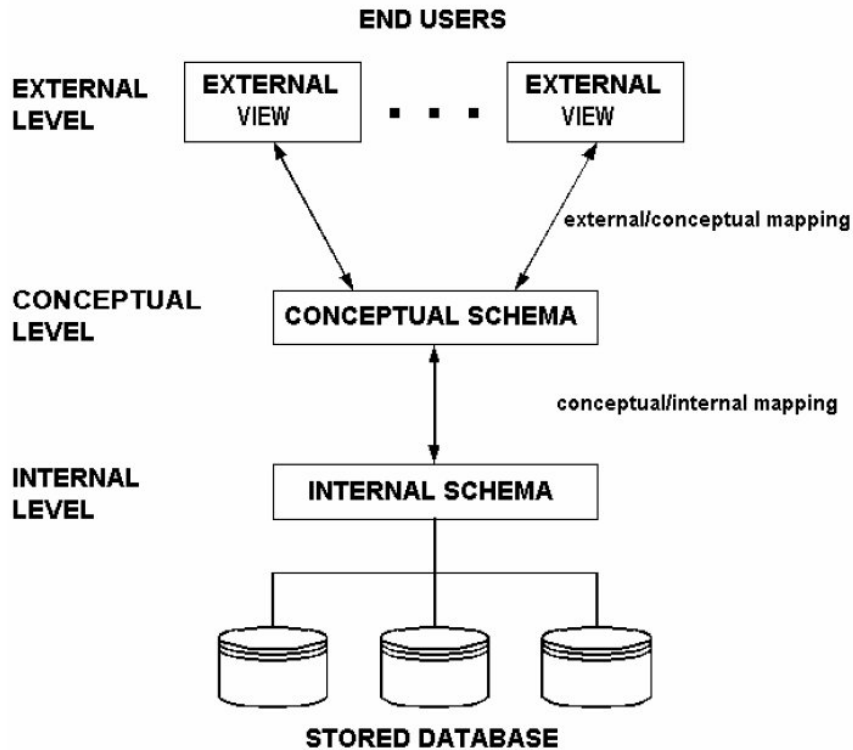 END USERS
EXTERNAL
LEVEL
EXTERNAL
VIEW
EXTERNAL
VIEW
external/conceptual mapping
CONCEPTUAL
LEVEL
CONCEPTUAL SCHEMA
conceptual/internal mapping
INTERNAL
LEVEL
INTERNAL SCHEMA
STORED DATABASE